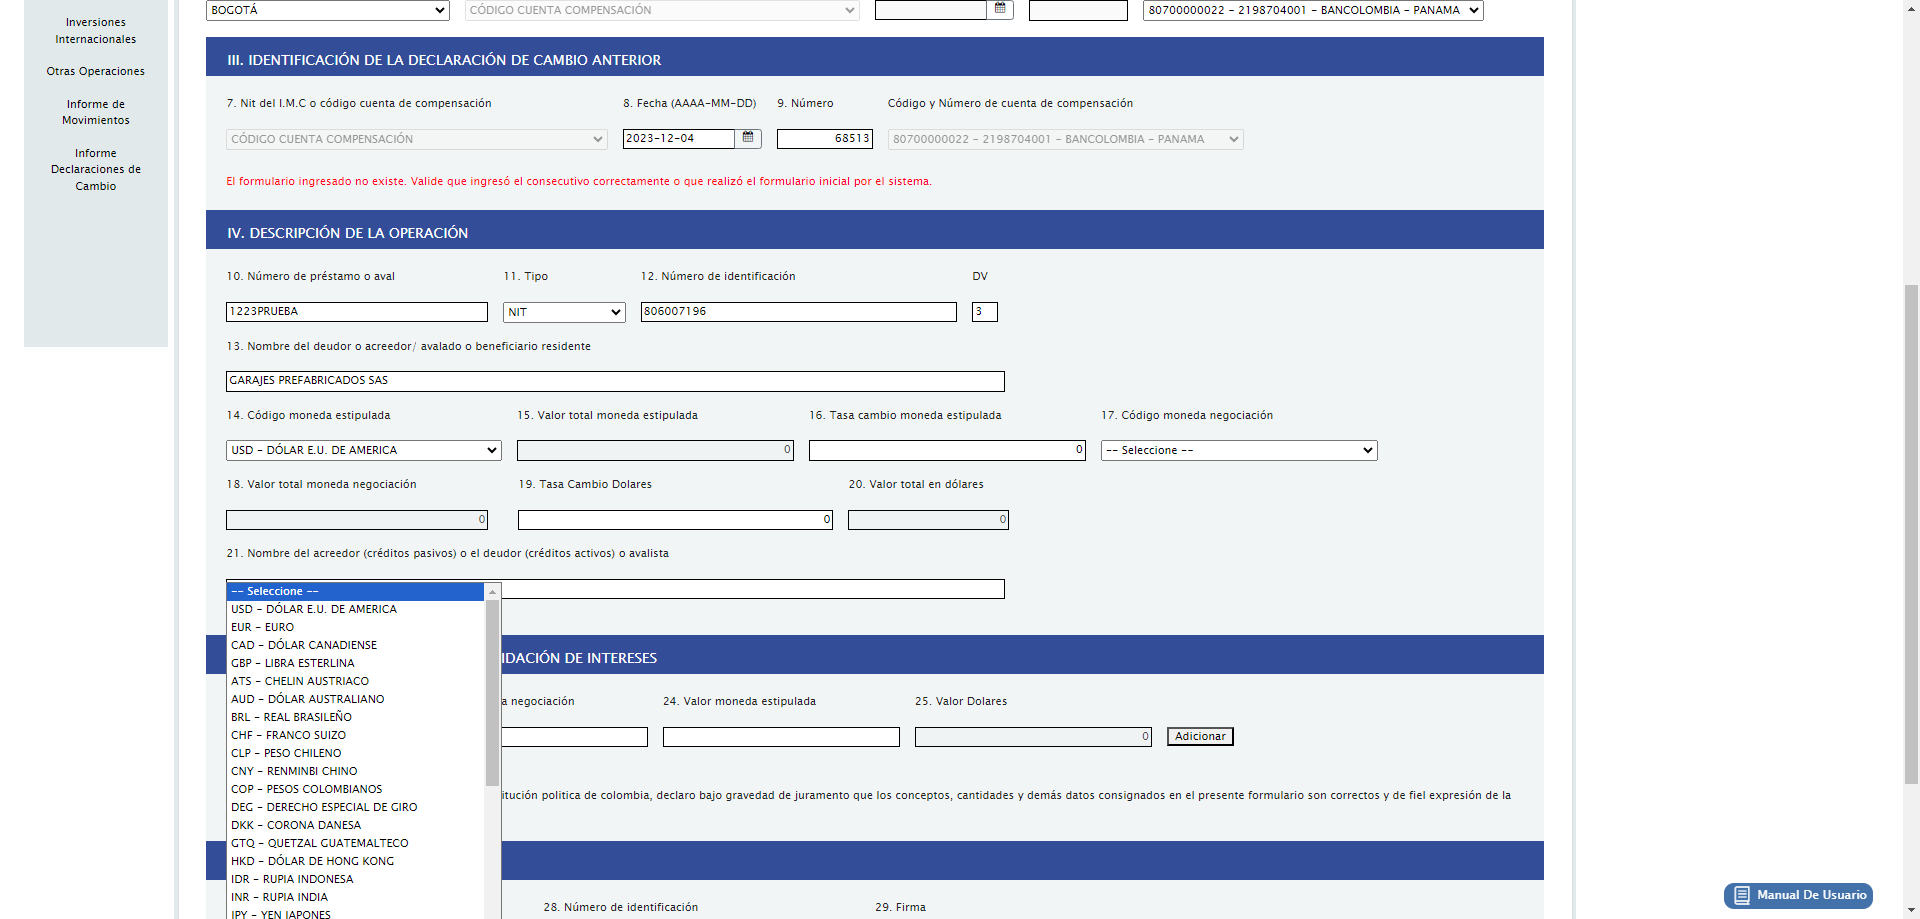 Inversiones
Internacionales
Otras Operaciones
Informe de
Movimientos
Informe
Declaraciones de
Cambio
BOGOTÁ
CÓDIGO CUENTA COMPENSACIÓN
80700000022 - 2198704001 - BANCOLOMBIA - PANAMA
III. IDENTIFICACIÓN DE LA DECLARACIÓN DE CAMBIO ANTERIOR
7. Nit del I.M.C o código cuenta de compensación
8. Fecha (AAAA-MM-DD)
9. Número
Código y Número de cuenta de compensación
CÓDIGO CUENTA COMPENSACIÓN
2023-12-04
68513
80700000022 - 2198704001 - BANCOLOMBIA - PANAMA
El formulario ingresado no existe. Valide que ingresó el consecutivo correctamente o que realizó el formulario inicial por el sistema.
IV. DESCRIPCIÓN DE LA OPERACIÓN
10. Número de préstamo o aval
11. Tipo
12. Número de identificación
DV
1223PRUEBA
NIT
806007196
3
13. Nombre del deudor o acreedor/ avalado o beneficiario residente
GARAJES PREFABRICADOS SAS
14. Código moneda estipulada
15. Valor total moneda estipulada
16. Tasa cambio moneda estipulada
17. Código moneda negociación
USD - DÓLAR E.U. DE AMERICA
0
0
-- Seleccione --
18. Valor total moneda negociación
19. Tasa Cambio Dolares
20. Valor total en dólares
0
0
0
21. Nombre del acreedor (créditos pasivos) o el deudor (créditos activos) o avalista
-- Seleccione --
USD - DÓLAR E.U. DE AMERICA
EUR - EURO
CAD - DÓLAR CANADIENSE
GBP - LIBRA ESTERLINA
ATS - CHELIN AUSTRIACO
AUD - DÓLAR AUSTRALIANO
BRL - REAL BRASILEÑO
CHF - FRANCO SUIZO
CLP - PESO CHILENO
CNY - RENMINBI CHINO
COP - PESOS COLOMBIANOS
DEG - DERECHO ESPECIAL DE GIRO
DKK - CORONA DANESA
GTQ - QUETZAL GUATEMALTECO
HKD - DÓLAR DE HONG KONG
IDR - RUPIA INDONESA
INR - RUPIA INDIA
JPY - YEN JAPONES
IDACIÓN DE INTERESES
a negociación
24. Valor moneda estipulada
25. Valor Dolares
0
Adicionar
itución politica de colombia, declaro bajo gravedad de juramento que los conceptos, cantidades y demás datos consignados en el presente formulario son correctos y de fiel expresión de la
28. Número de identificación
29. Firma
Manual De Usuario